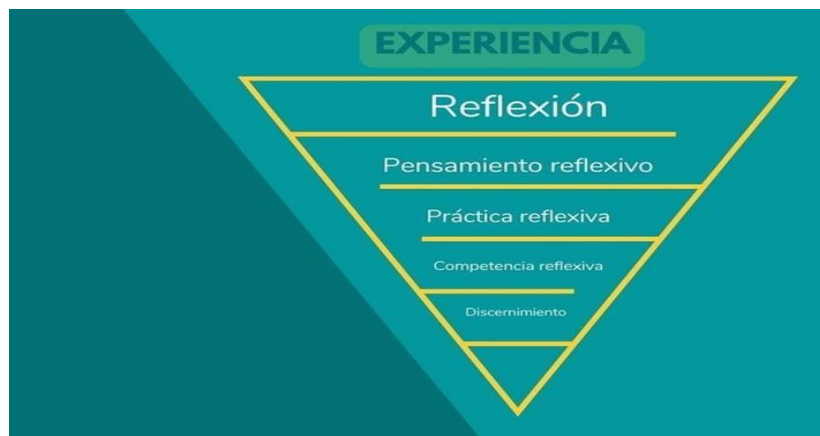 EXPERIENCIA
Reflexión
Pensamiento reflexivo
Práctica reflexiva
Competencia reflexiva
Discernimiento